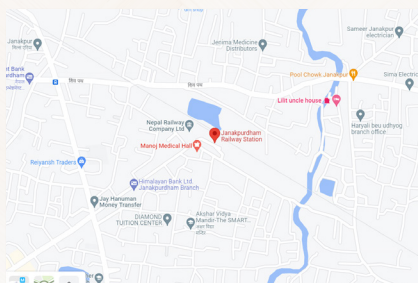 Sameer Janakpur
electrician
Janakpur
Jenima Medicine
Distributors
Pool Chowk Janakpur
Sima Electro
Lilit uncle house
Nepal Railway
Company Ltd
Janakpurdham
Railway Station
Manoj Medical Hall
Haryali beu udhyog
branch office
Reiyansh Traders
Himalayan Bank Ltd.
Janakpurdham Branch
Jay Hanuman
Money Transfer
DIAMOND
TUITION CENTER
Akshar Vidya
Mandir-The SMART...